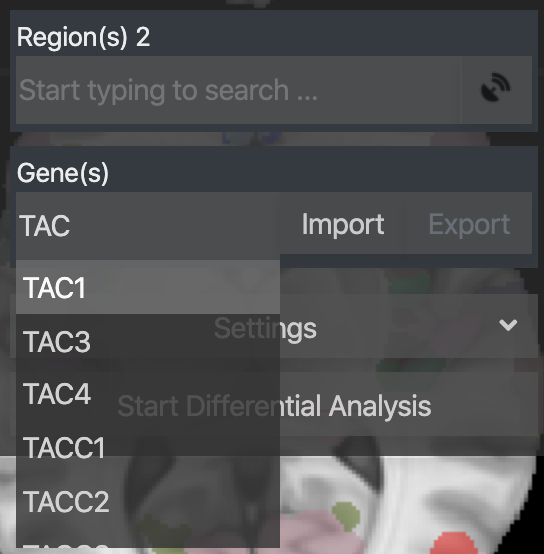 Region(s) 2
Start typing to search ...
Gene(s)
TAC Import Export
TAC1
TAC3
Settings
TAC4
Start Differential Analysis
TACC1
TACC2